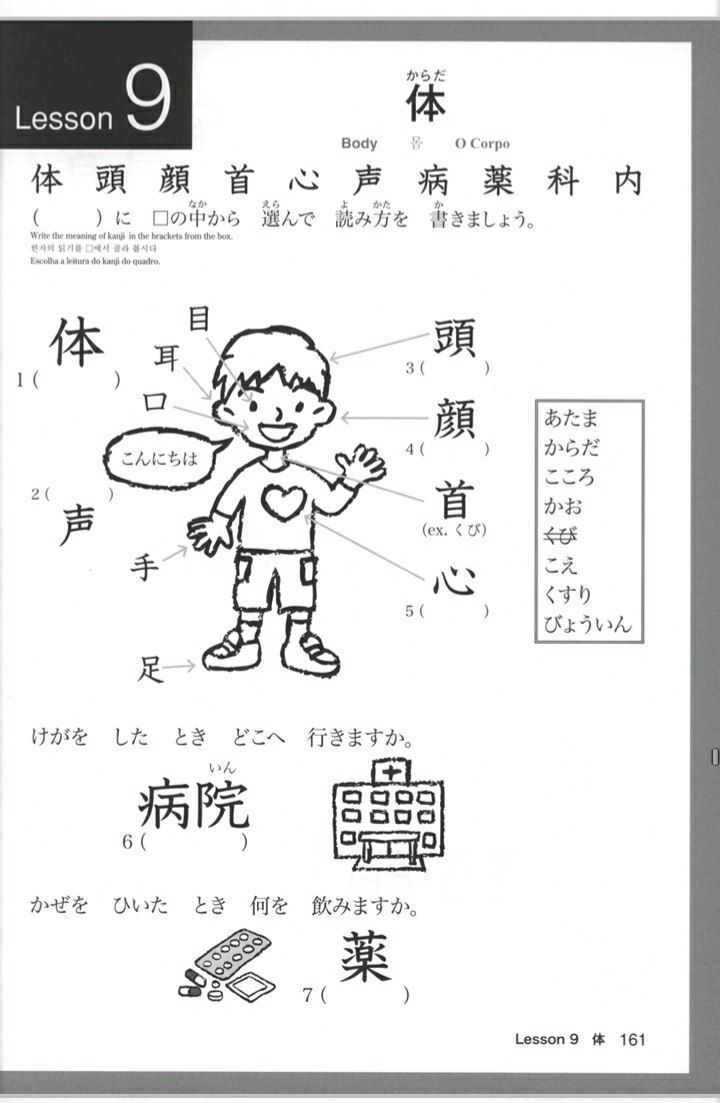 Lesson 9
からだ
体
Body 몸 O Corpo
体 頭 顔 首 心 声 病 薬 科 内
なか えら よ かた か
( )に □の中から 選んで 読み方を 書きましょう。
Write the meaning of kanji in the brackets from the box.
한자의 읽기를 □에서 골라 봅시다
Escolha a leitura do kanji do quadro.
体
1 ( )
目
耳
口
こんにちは
2 ( )
声
手
足
頭
3 ( )
顔
4 ( )
首
(ex. くび)
心
5 ( )
あたま
からだ
こころ
かお
くび
こえ
くすり
びょういん
けがを した とき どこへ 行きますか。
いん
病院
6 ( )
かぜを ひいた とき 何を 飲みますか。
薬
7 ( )
Lesson 9 体 161